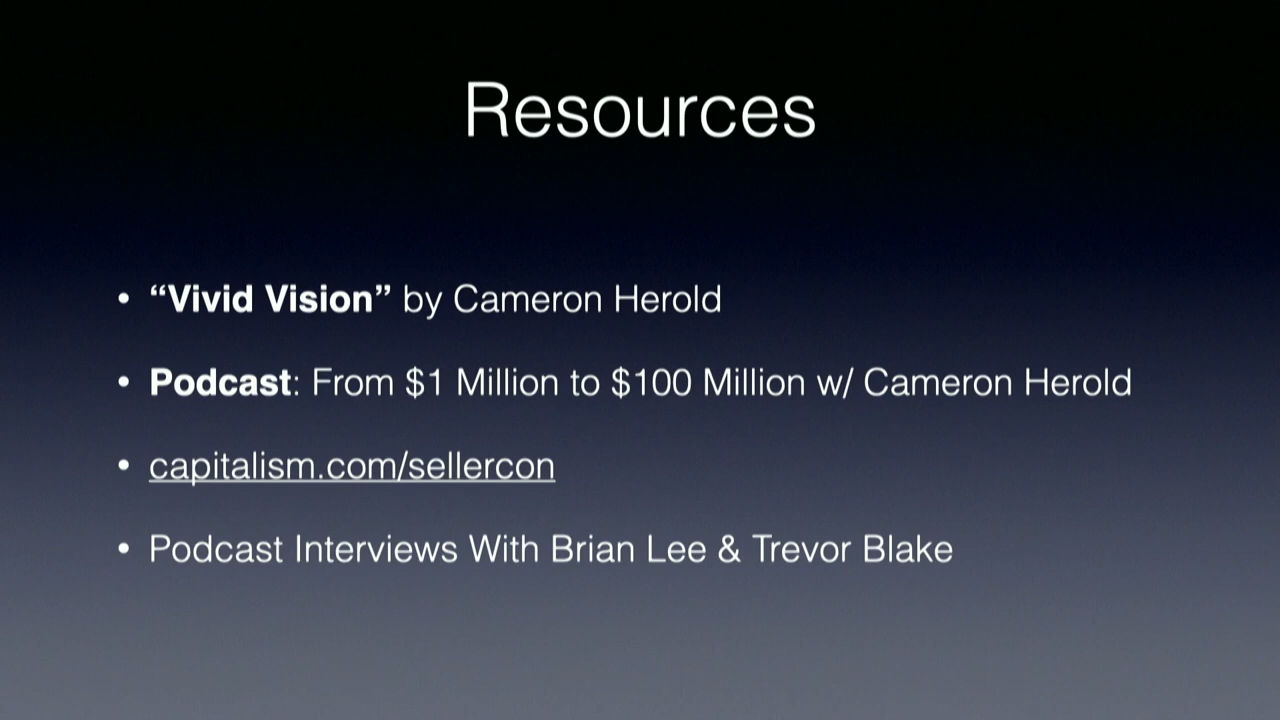 Resources
• “Vivid Vision” by Cameron Herold
• Podcast: From $1 Million to $100 Million w/ Cameron Herold
• capitalism.com/sellercon
• Podcast Interviews With Brian Lee & Trevor Blake